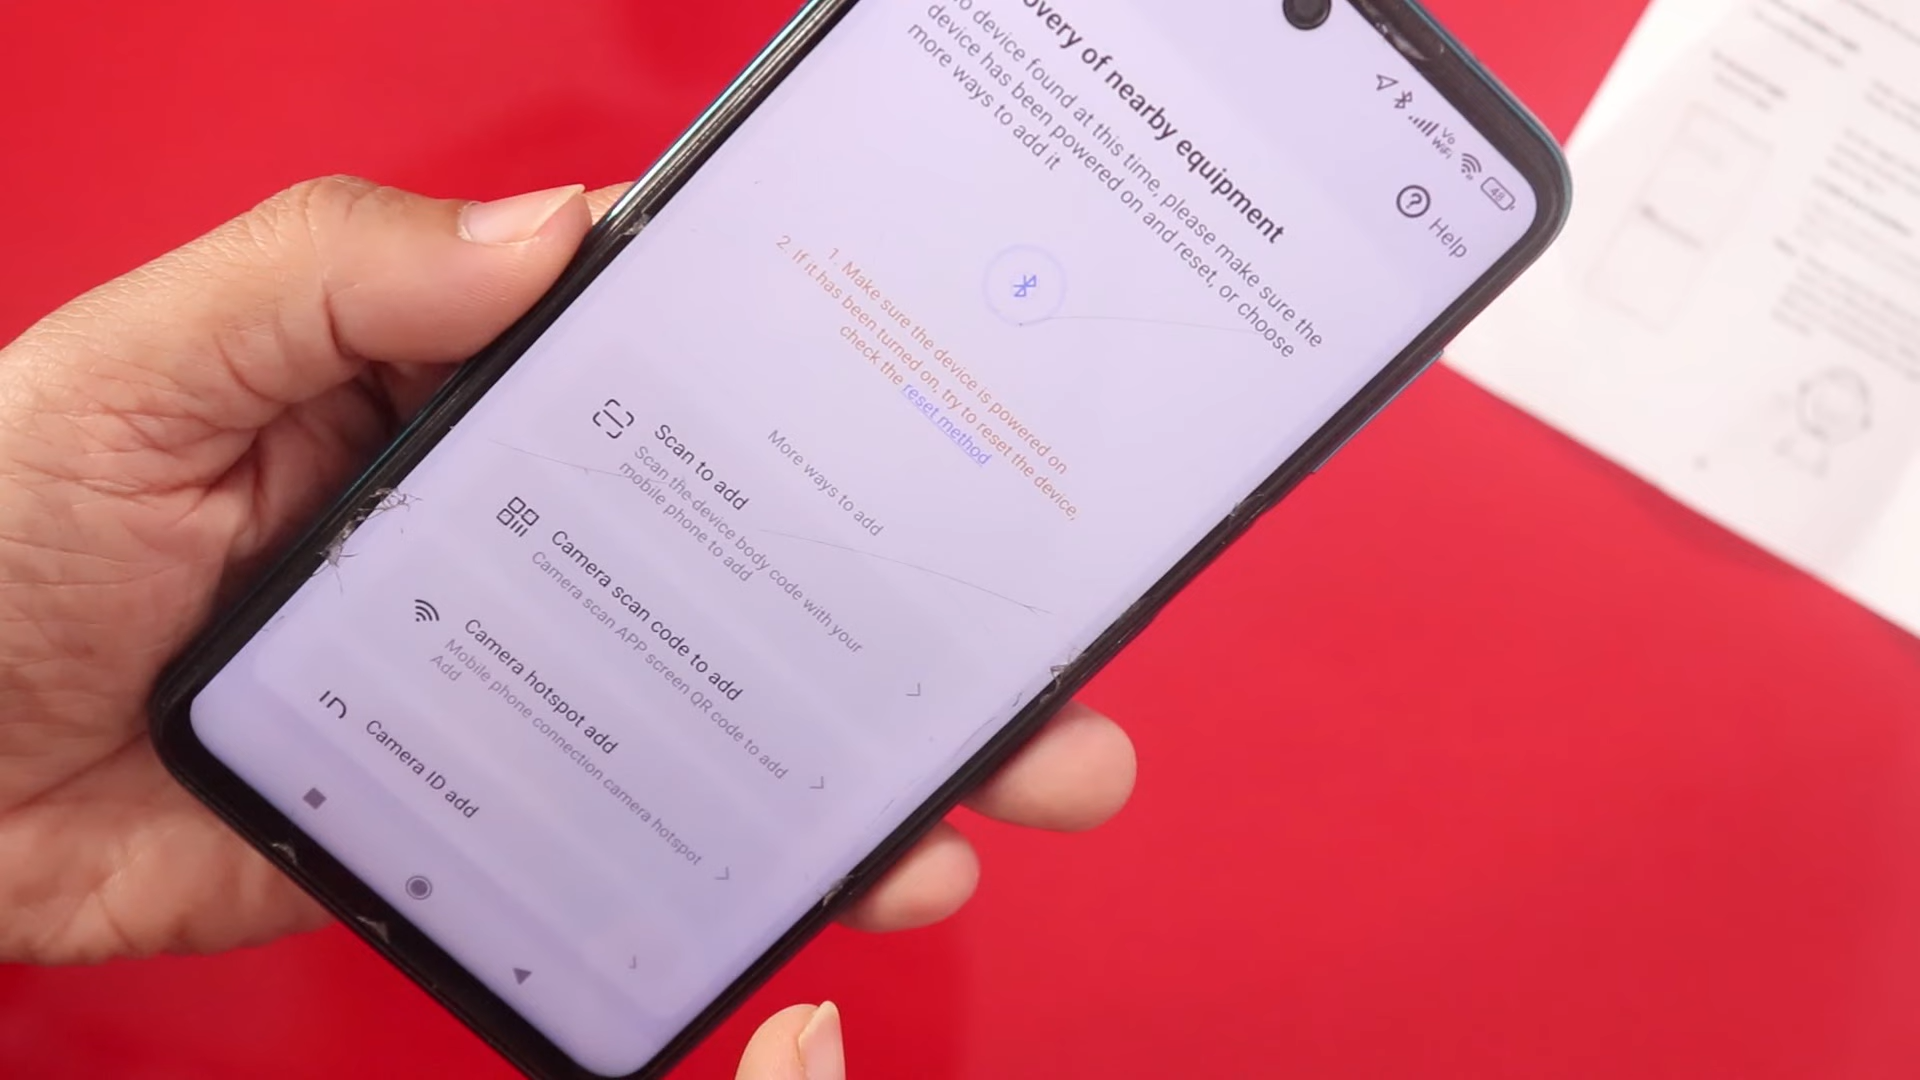 Vo
WiFi
48
Help
overy of nearby equipment
o device found at this time, please make sure the
device has been powered on and reset, or choose
more ways to add it
1. Make sure the device is powered on
2. If it has been turned on, try to reset the device,
check the reset method
More ways to add
Scan to add
Scan the device body code with your
mobile phone to add
Camera scan code to add
Camera scan APP screen QR code to add
Camera hotspot add
Mobile phone connection camera hotspot
Add
ID
Camera ID add